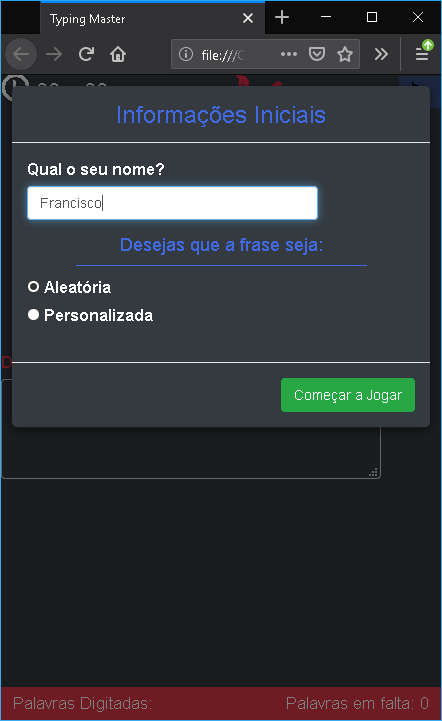 Typing Master
file:///C
Informações Iniciais
Qual o seu nome?
Francisco
Desejas que a frase seja:
Aleatória
Personalizada
Começar a Jogar
Palavras Digitadas:
Palavras em falta: 0